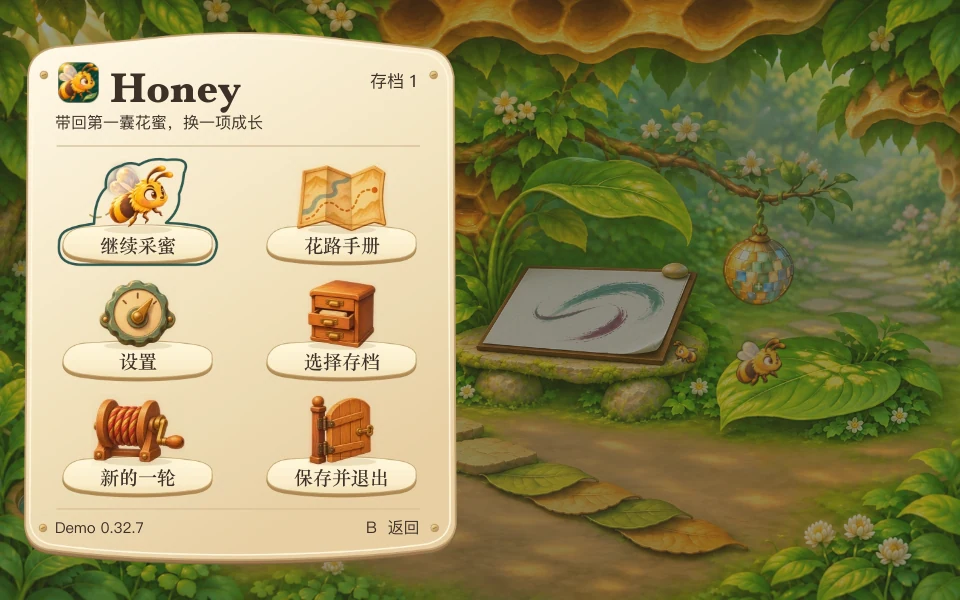 Honey
存档 1
带回第一囊花蜜，换一项成长
继续采蜜
花路手册
设置
选择存档
新的一轮
保存并退出
Demo 0.32.7
B 返回